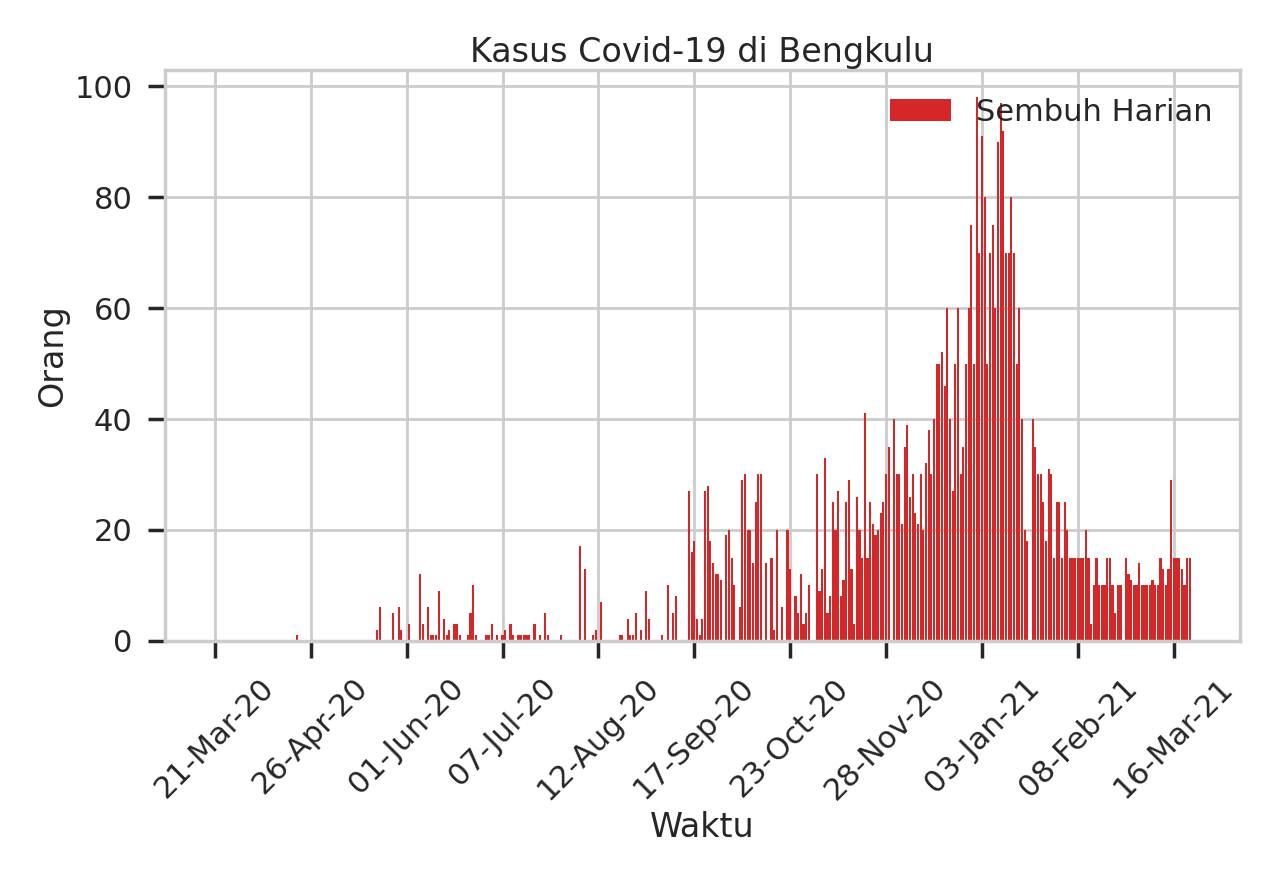 Kasus Covid-19 di Bengkulu
Sembuh Harian
Orang
100
80
60
40
20
0
21-Mar-20
26-Apr-20
01-Jun-20
07-Jul-20
12-Aug-20
17-Sep-20
23-Oct-20
28-Nov-20
03-Jan-21
08-Feb-21
16-Mar-21
Waktu